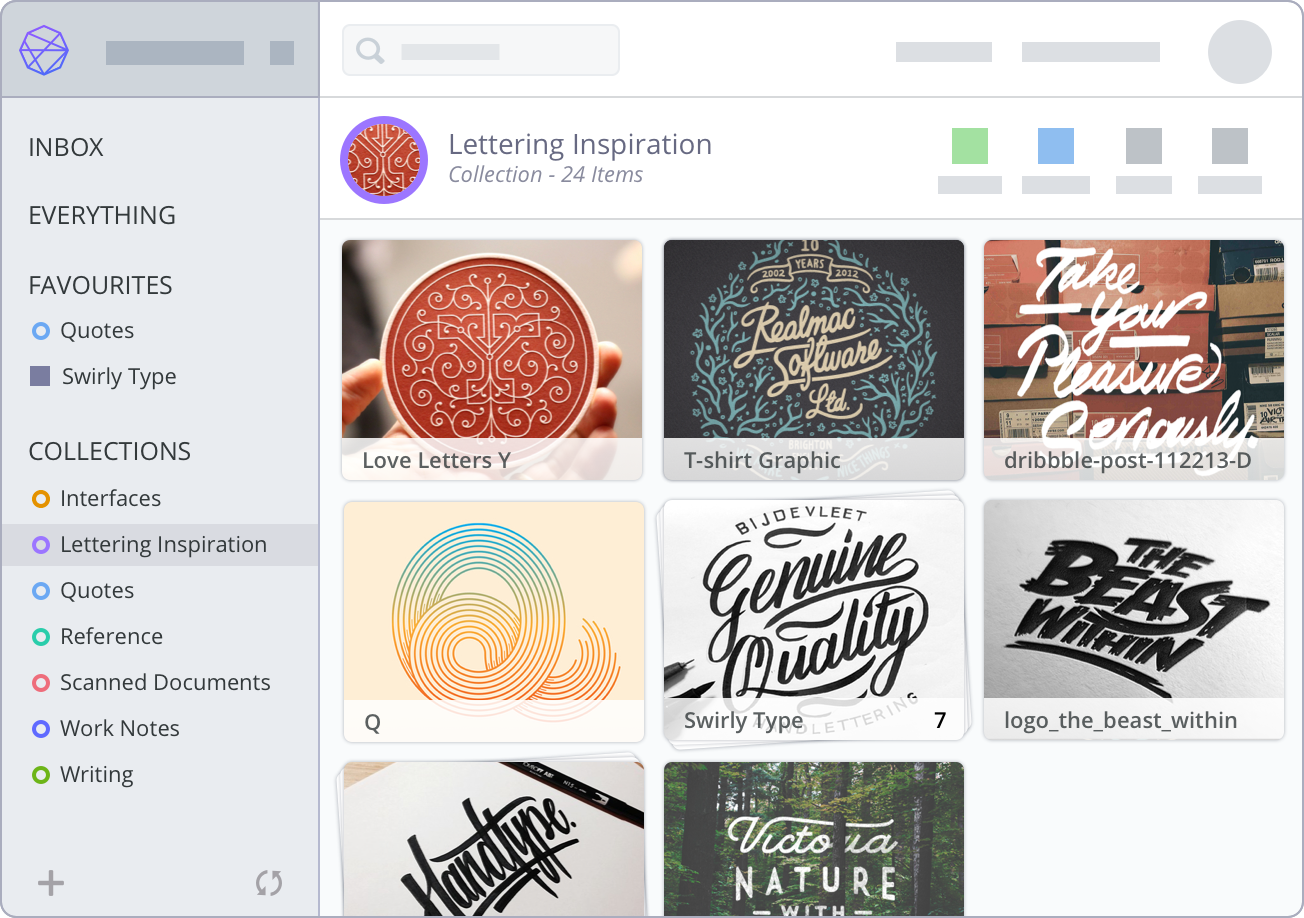 INBOX
EVERYTHING
FAVOURITES
Quotes
Swirly Type
COLLECTIONS
Interfaces
Lettering Inspiration
Quotes
Reference
Scanned Documents
Work Notes
Writing
Lettering Inspiration
Collection - 24 Items
10
YEARS
2002 2012
Realmac
Software
Ltd.
BRIGHTON
NICE THINGS
Take
Your
Pleasure
Seriously.
Love Letters Y
T-shirt Graphic
dribbble-post-112213-D
BIJDEVLEET
Genuine
Quality
HANDLETTERING
THE
BEAST
WITHIN
Q
Swirly Type
7
logo_the_beast_within
Handtype.
Victoria
NATURE
WITH